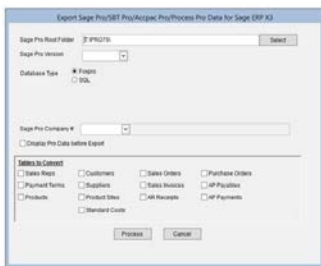 Export Sage Pro/SBT Pro/Accpac Pro/Process Pro Data for Sage ERP X3
Sage Pro Root Folder Select
Sage Pro Version
Database Type Foxpro
SQL
Sage Pro Company #
Display Pro Data before Export
Tables to Convert
Sales Reps Customers Sales Orders Purchase Orders
Payment Terms Suppliers Sales Invoices AP Payables
Products Product Sites AR Receipts AP Payments
Standard Costs
Process Cancel